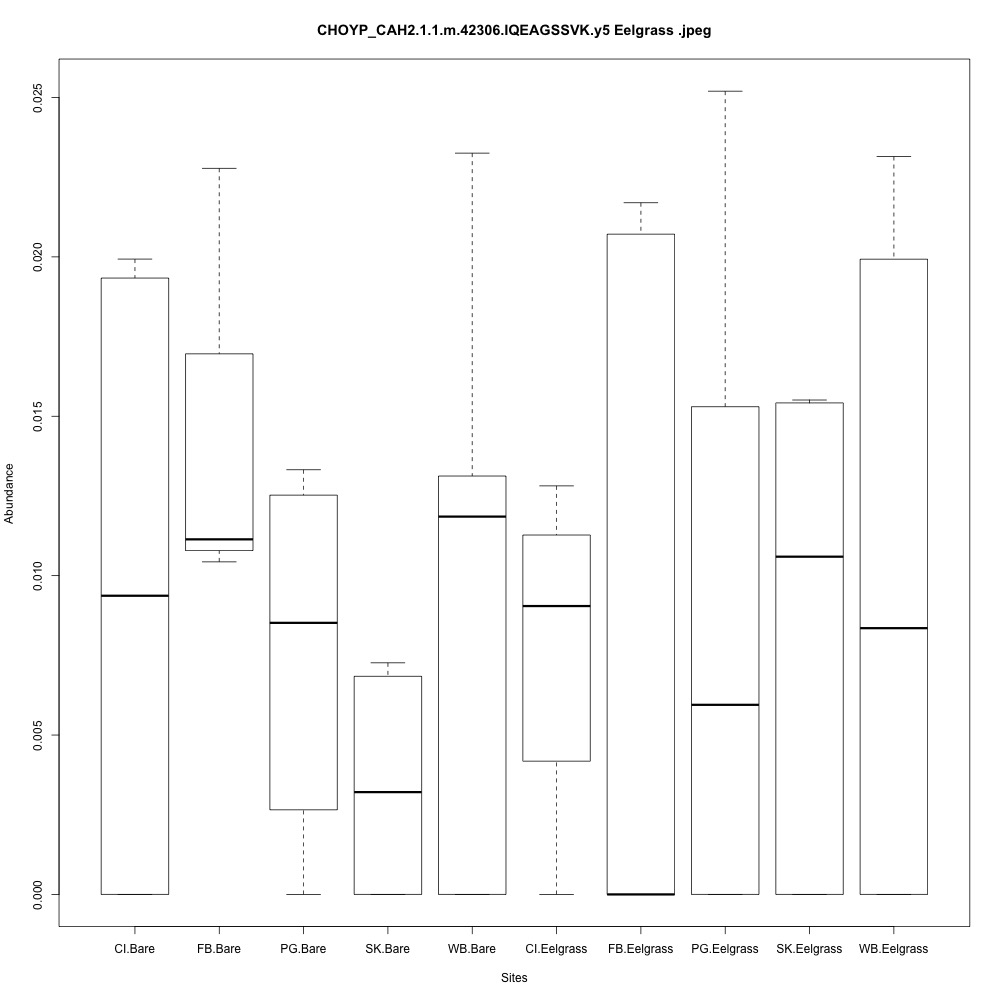 CHOYP_CAH2.1.1.m.42306.IQEAGSSVK.y5 Eelgrass .jpeg
0.025
0.020
0.015
0.010
0.005
0.000
Abundance
CI.Bare FB.Bare PG.Bare SK.Bare WB.Bare CI.Eelgrass FB.Eelgrass PG.Eelgrass SK.Eelgrass WB.Eelgrass
Sites